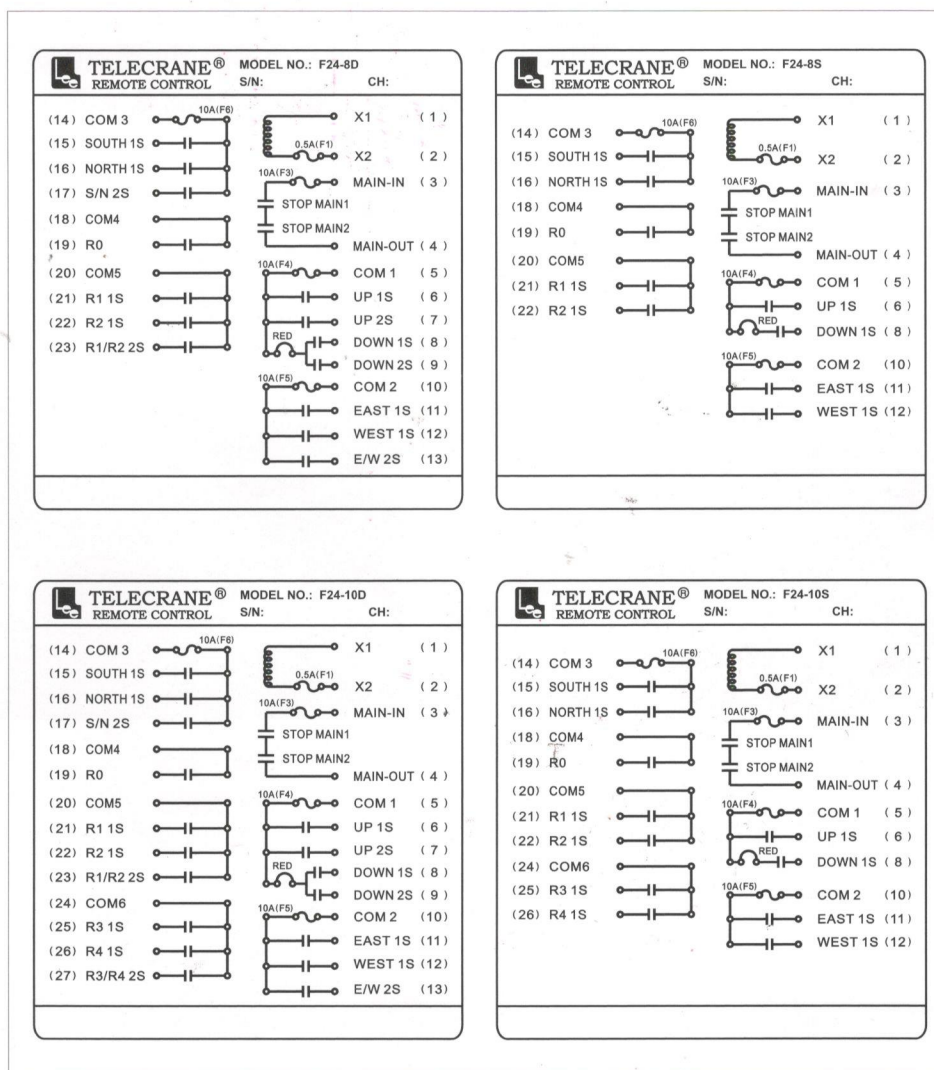 Lee TELECRANE® MODEL NO.: F24-8D
REMOTE CONTROL S/N: CH:
10A(F6)
(14) COM 3
(15) SOUTH 1S
(16) NORTH 1S
(17) S/N 2S
(18) COM4
(19) R0
(20) COM5
(21) R1 1S
(22) R2 1S
(23) R1/R2 2S
X1 (1)
0.5A(F1)
X2 (2)
10A(F3)
MAIN-IN (3)
STOP MAIN1
STOP MAIN2
MAIN-OUT (4)
10A(F4)
COM 1 (5)
UP 1S (6)
UP 2S (7)
RED
DOWN 1S (8)
DOWN 2S (9)
10A(F5)
COM 2 (10)
EAST 1S (11)
WEST 1S (12)
E/W 2S (13)
Lee TELECRANE® MODEL NO.: F24-8S
REMOTE CONTROL S/N: CH:
10A(F6)
(14) COM 3
(15) SOUTH 1S
(16) NORTH 1S
(18) COM4
(19) R0
(20) COM5
(21) R1 1S
(22) R2 1S
X1 (1)
0.5A(F1)
X2 (2)
10A(F3)
MAIN-IN (3)
STOP MAIN1
STOP MAIN2
MAIN-OUT (4)
10A(F4)
COM 1 (5)
UP 1S (6)
RED
DOWN 1S (8)
10A(F5)
COM 2 (10)
EAST 1S (11)
WEST 1S (12)
Lee TELECRANE® MODEL NO.: F24-10D
REMOTE CONTROL S/N: CH:
10A(F6)
(14) COM 3
(15) SOUTH 1S
(16) NORTH 1S
(17) S/N 2S
(18) COM4
(19) R0
(20) COM5
(21) R1 1S
(22) R2 1S
(23) R1/R2 2S
(24) COM6
(25) R3 1S
(26) R4 1S
(27) R3/R4 2S
X1 (1)
0.5A(F1)
X2 (2)
10A(F3)
MAIN-IN (3)
STOP MAIN1
STOP MAIN2
MAIN-OUT (4)
10A(F4)
COM 1 (5)
UP 1S (6)
UP 2S (7)
RED
DOWN 1S (8)
DOWN 2S (9)
10A(F5)
COM 2 (10)
EAST 1S (11)
WEST 1S (12)
E/W 2S (13)
Lee TELECRANE® MODEL NO.: F24-10S
REMOTE CONTROL S/N: CH:
10A(F6)
(14) COM 3
(15) SOUTH 1S
(16) NORTH 1S
(18) COM4
(19) R0
(20) COM5
(21) R1 1S
(22) R2 1S
(24) COM6
(25) R3 1S
(26) R4 1S
X1 (1)
0.5A(F1)
X2 (2)
10A(F3)
MAIN-IN (3)
STOP MAIN1
STOP MAIN2
MAIN-OUT (4)
10A(F4)
COM 1 (5)
UP 1S (6)
RED
DOWN 1S (8)
10A(F5)
COM 2 (10)
EAST 1S (11)
WEST 1S (12)